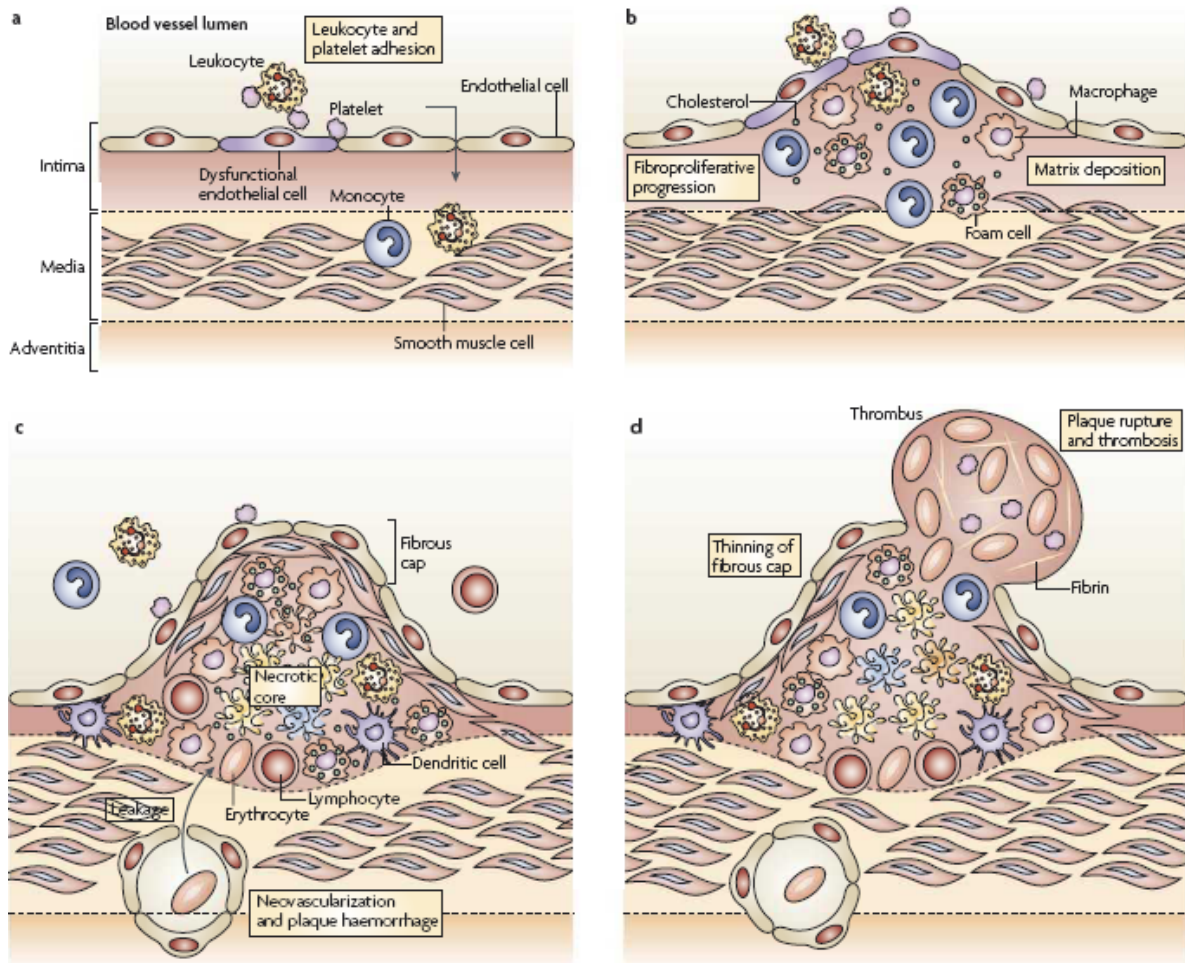 a
Blood vessel lumen
Leukocyte and
platelet adhesion
Leukocyte
Endothelial cell
Platelet
Intima
Dysfunctional
endothelial cell
Monocyte
Media
Smooth muscle cell
Adventitia
b
Cholesterol
Macrophage
Fibroproliferative
progression
Matrix deposition
Foam cell
c
Fibrous
cap
Necrotic
core
Dendritic cell
Lymphocyte
Leakage
Erythrocyte
Neovascularization
and plaque haemorrhage
d
Thrombus
Plaque rupture
and thrombosis
Thinning of
fibrous cap
Fibrin